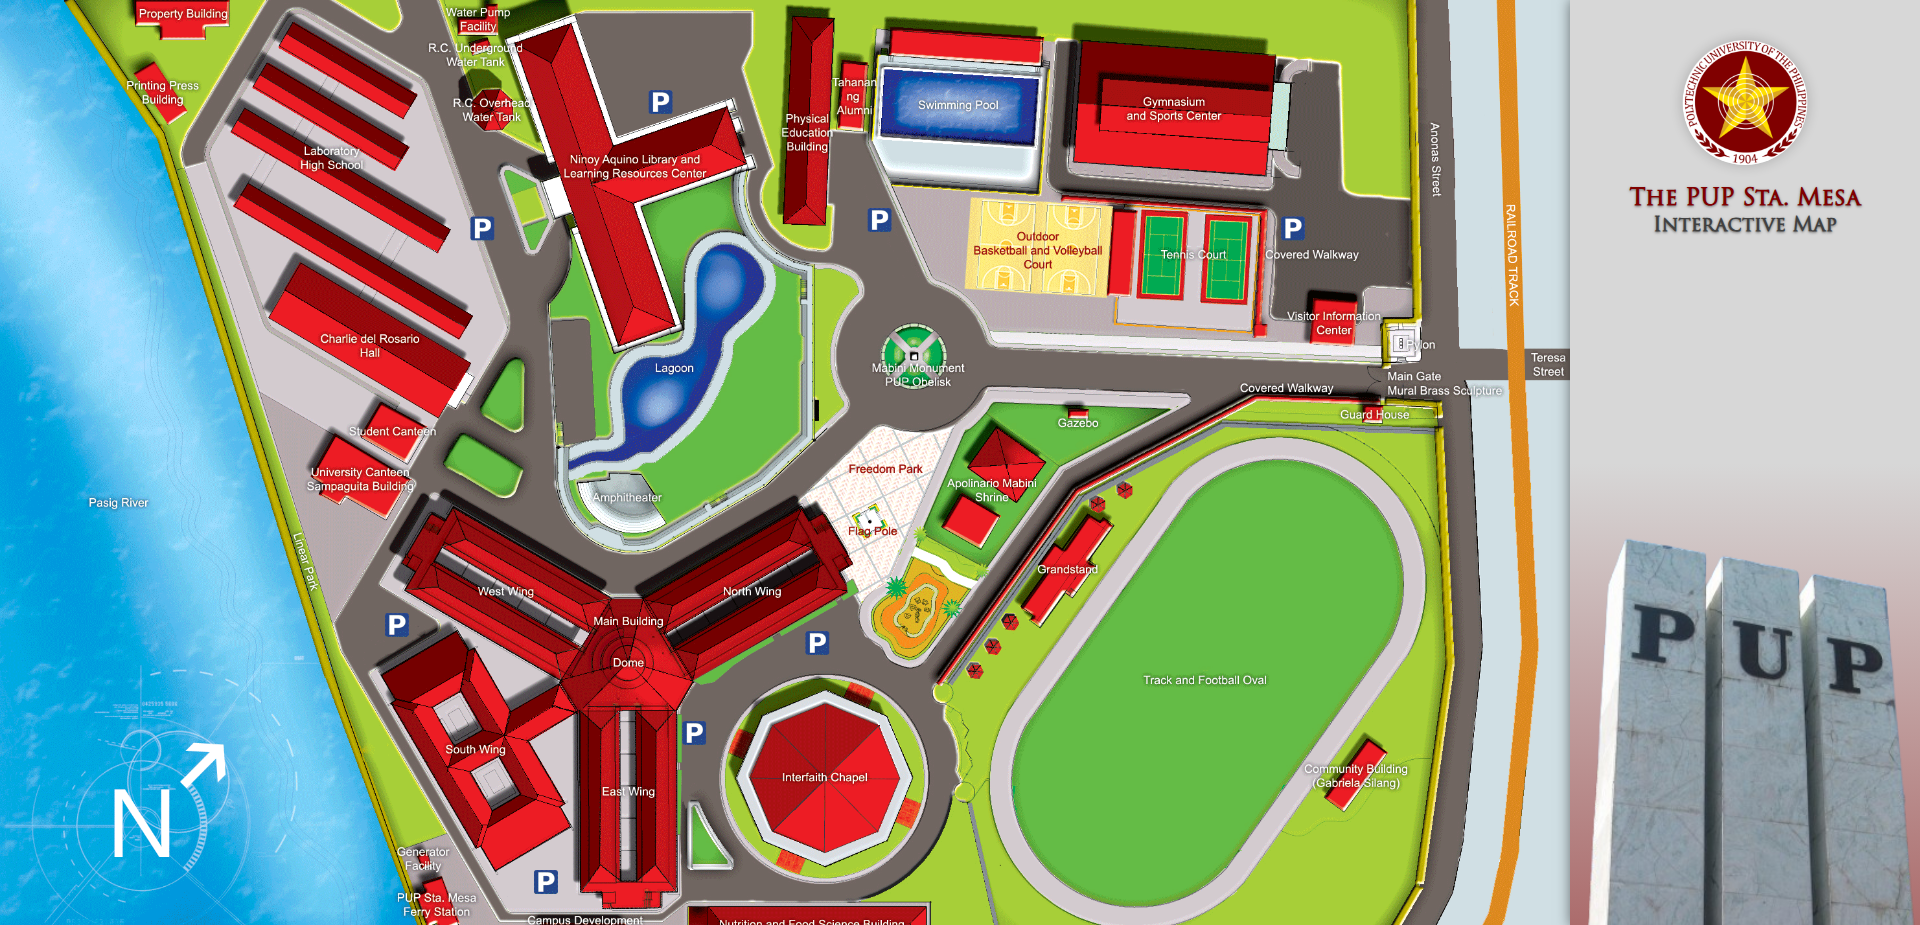 Property Building
Water Pump
Facility
R.C. Underground
Water Tank
Printing Press
Building
R.C. Overhead
Water Tank
P
Tahanan
ng
Alumni
Swimming Pool
Gymnasium
and Sports Center
Physical
Education
Building
Laboratory
High School
Ninoy Aquino Library and
Learning Resources Center
Anonas Street
RAILROAD TRACK
POLYTECHNIC UNIVERSITY OF THE PHILIPPINES
1904
THE PUP STA. MESA
INTERACTIVE MAP
P
P
P
Outdoor
Basketball and Volleyball
Court
Tennis Court
Covered Walkway
Visitor Information
Center
Pylon
Charlie del Rosario
Hall
Lagoon
Mabini Monument
PUP Obelisk
Teresa
Street
Main Gate
Mural Brass Sculpture
Covered Walkway
Guard House
Gazebo
Student Canteen
University Canteen
Sampaguita Building
Freedom Park
Apolinario Mabini
Shrine
Amphitheater
Pasig River
Flag Pole
Linear Park
Grandstand
West Wing
North Wing
Main Building
P
P
Dome
Track and Football Oval
P
South Wing
East Wing
Interfaith Chapel
Community Building
(Gabriela Silang)
N
Generator
Facility
P
PUP Sta. Mesa
Ferry Station
Campus Development
Nutrition and Food Science Building
P U P